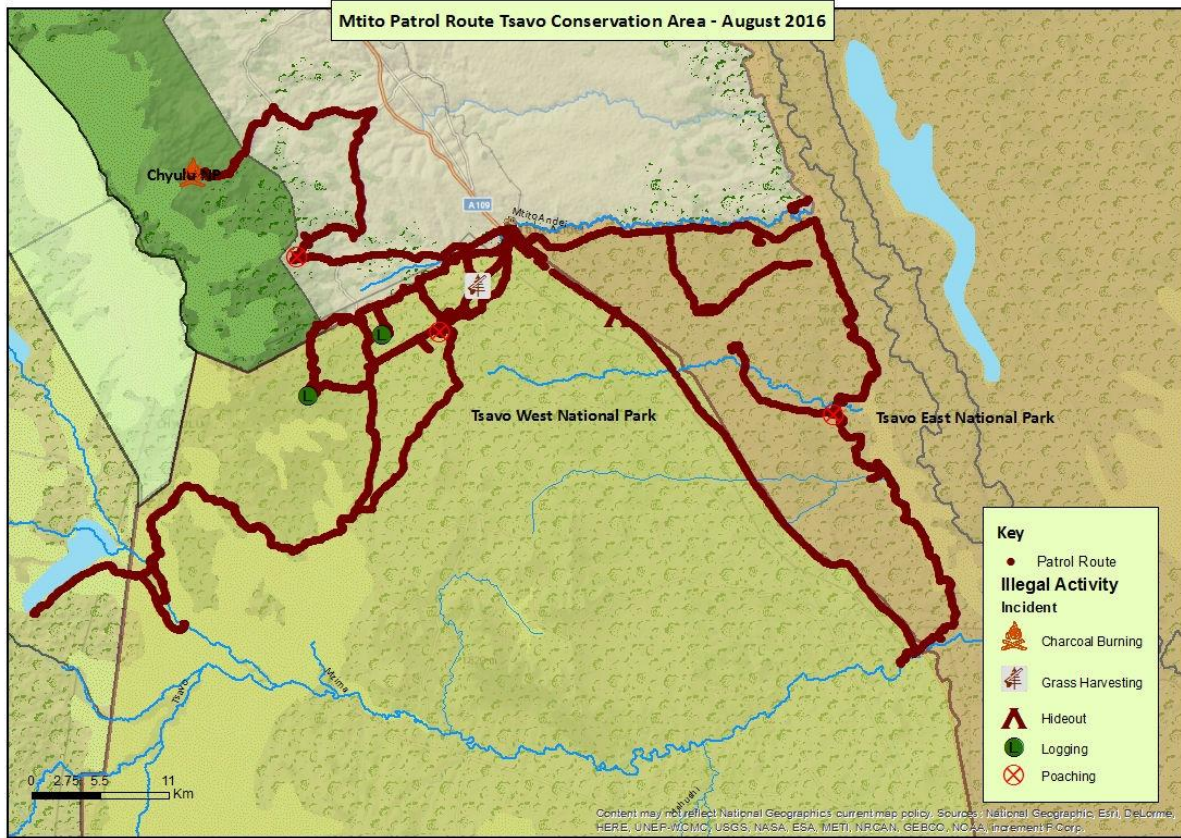 Mtito Patrol Route Tsavo Conservation Area - August 2016
Chyulu NP
A 109
MtitoAndei
Tsavo West National Park
Tsavo East National Park
Mzima
Tsavo
Key
Patrol Route
Illegal Activity
Incident
Charcoal Burning
Grass Harvesting
Hideout
L Logging
Poaching
L
L
0 2.75 5.5 11
Km
Content may not reflect National Geographic's current map policy. Sources: National Geographic, Esri, DeLorme,
HERE, UNEP-WCMC, USGS, NASA, ESA, METI, NRCAN, GEBCO, NOAA, increment P Corp.